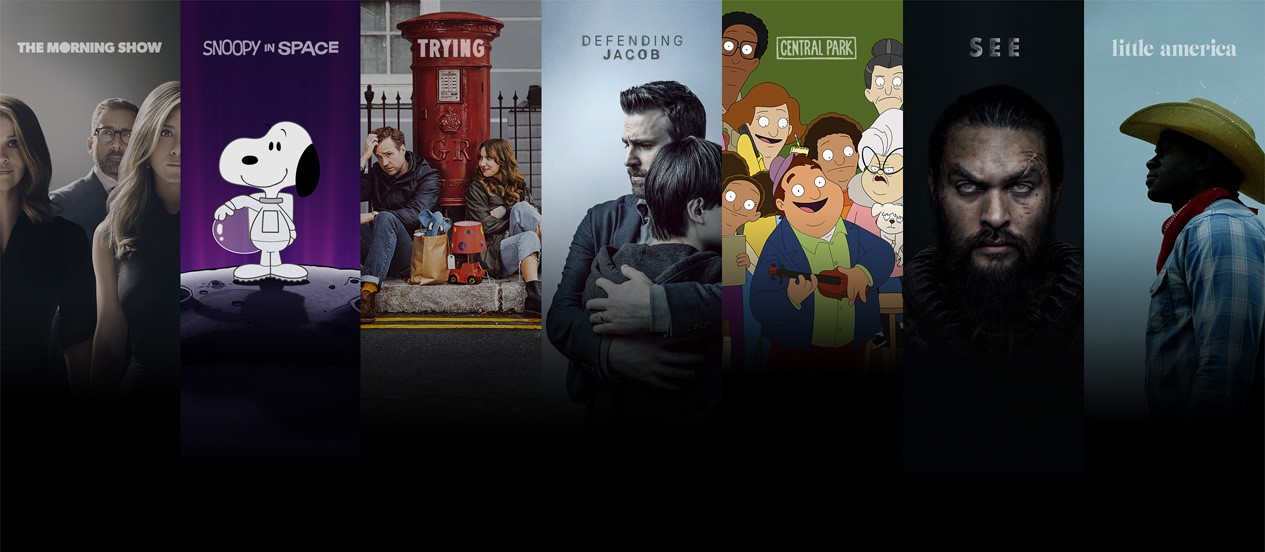 THE MORNING SHOW
SNOOPY IN SPACE
TRYING
GR
DEFENDING
JACOB
CENTRAL PARK
SEE
little america